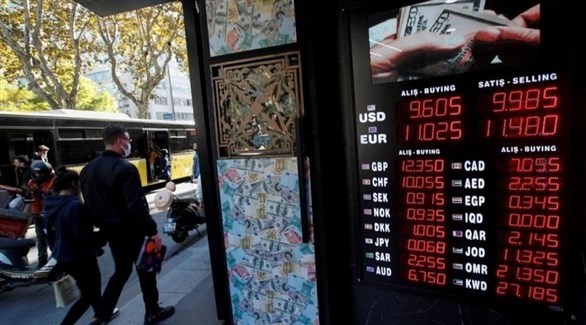 ALIŞ - BUYING SATIŞ - SELLING
USD 9.605 9.985
EUR 11.025 11.480
ALIŞ - BUYING ALIŞ - BUYING
GBP 12.350 CAD 7.095
CHF 10.055 AED 2.255
SEK 0.915 EGP 0.345
NOK 0.935 IQD 0.000
DKK 1.005 QAR 2.145
JPY 0.068 JOD 11.325
SAR 2.255 OMR 21.350
AUD 6.750 KWD 27.185